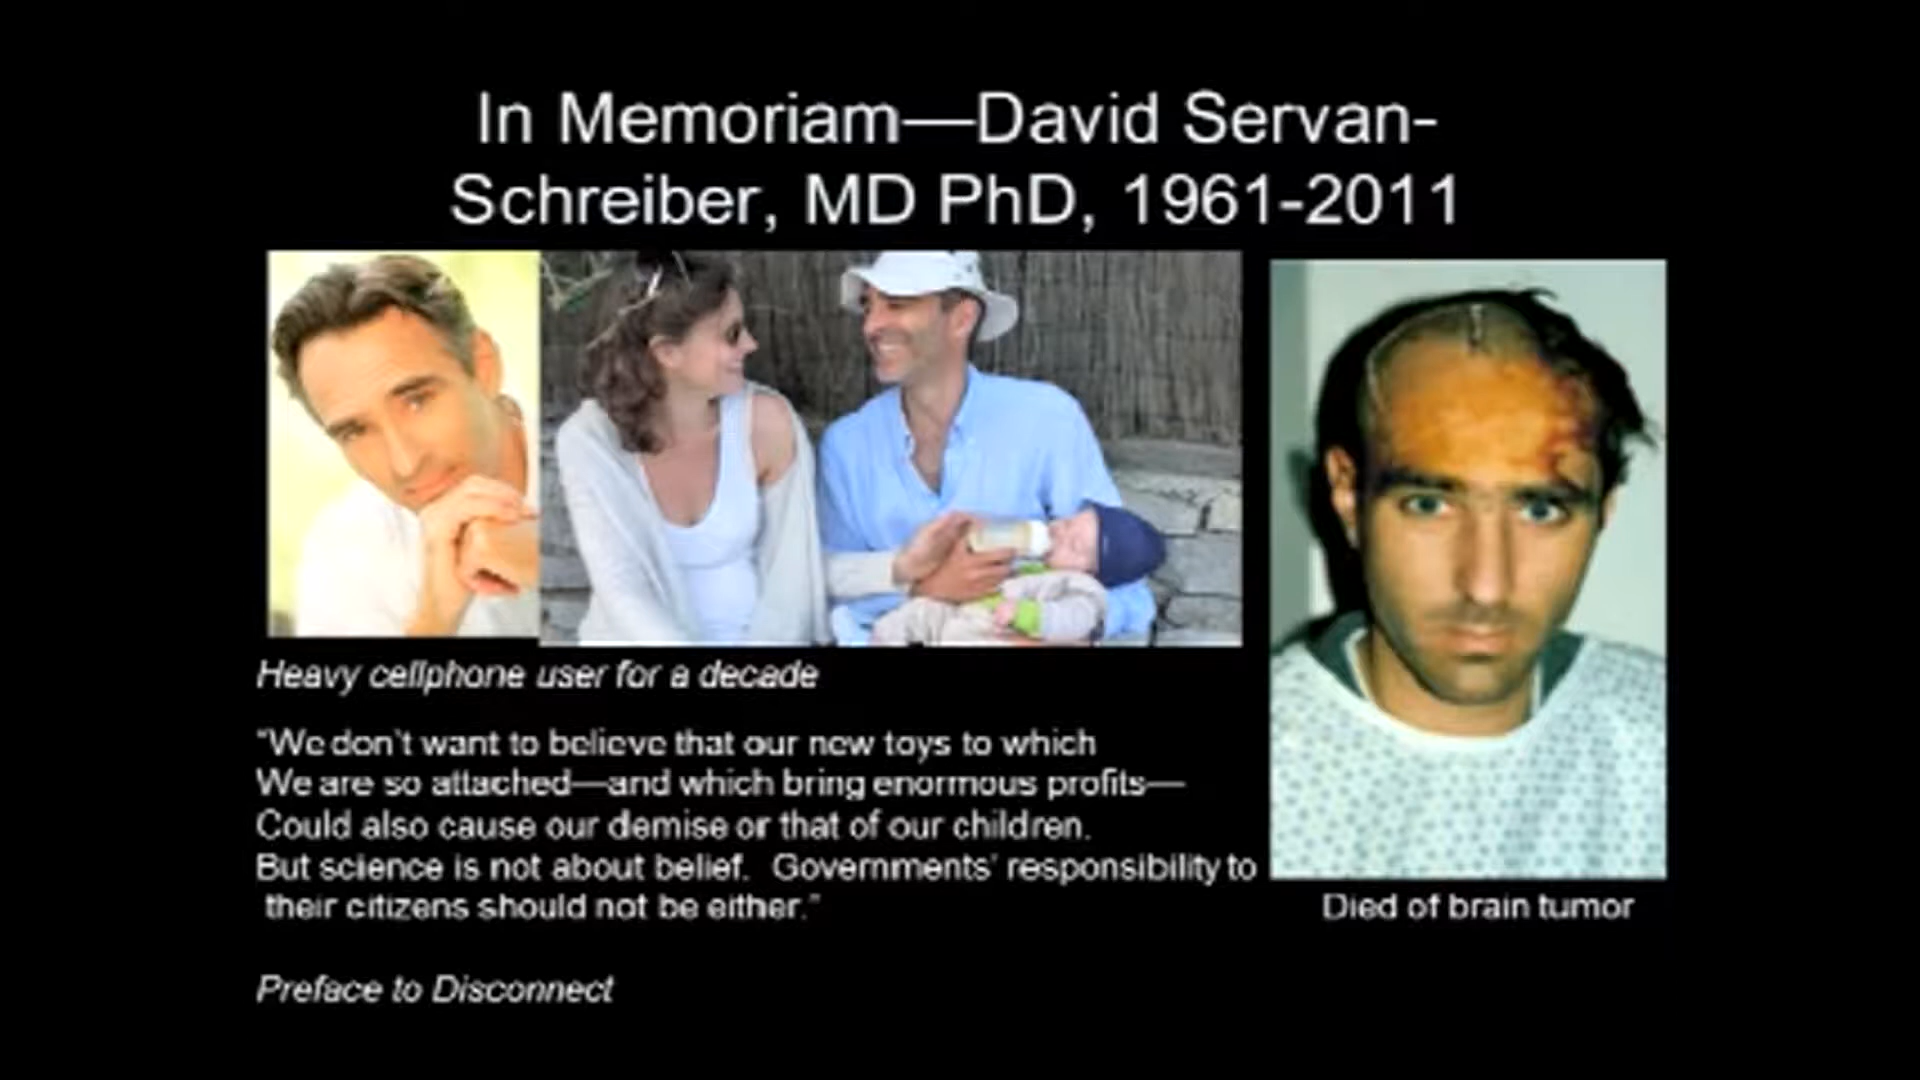 In Memoriam—David Servan-
Schreiber, MD PhD, 1961-2011
Heavy cellphone user for a decade
"We don't want to believe that our new toys to which
We are so attached—and which bring enormous profits—
Could also cause our demise or that of our children.
But science is not about belief.  Governments' responsibility to
their citizens should not be either."
Died of brain tumor
Preface to Disconnect